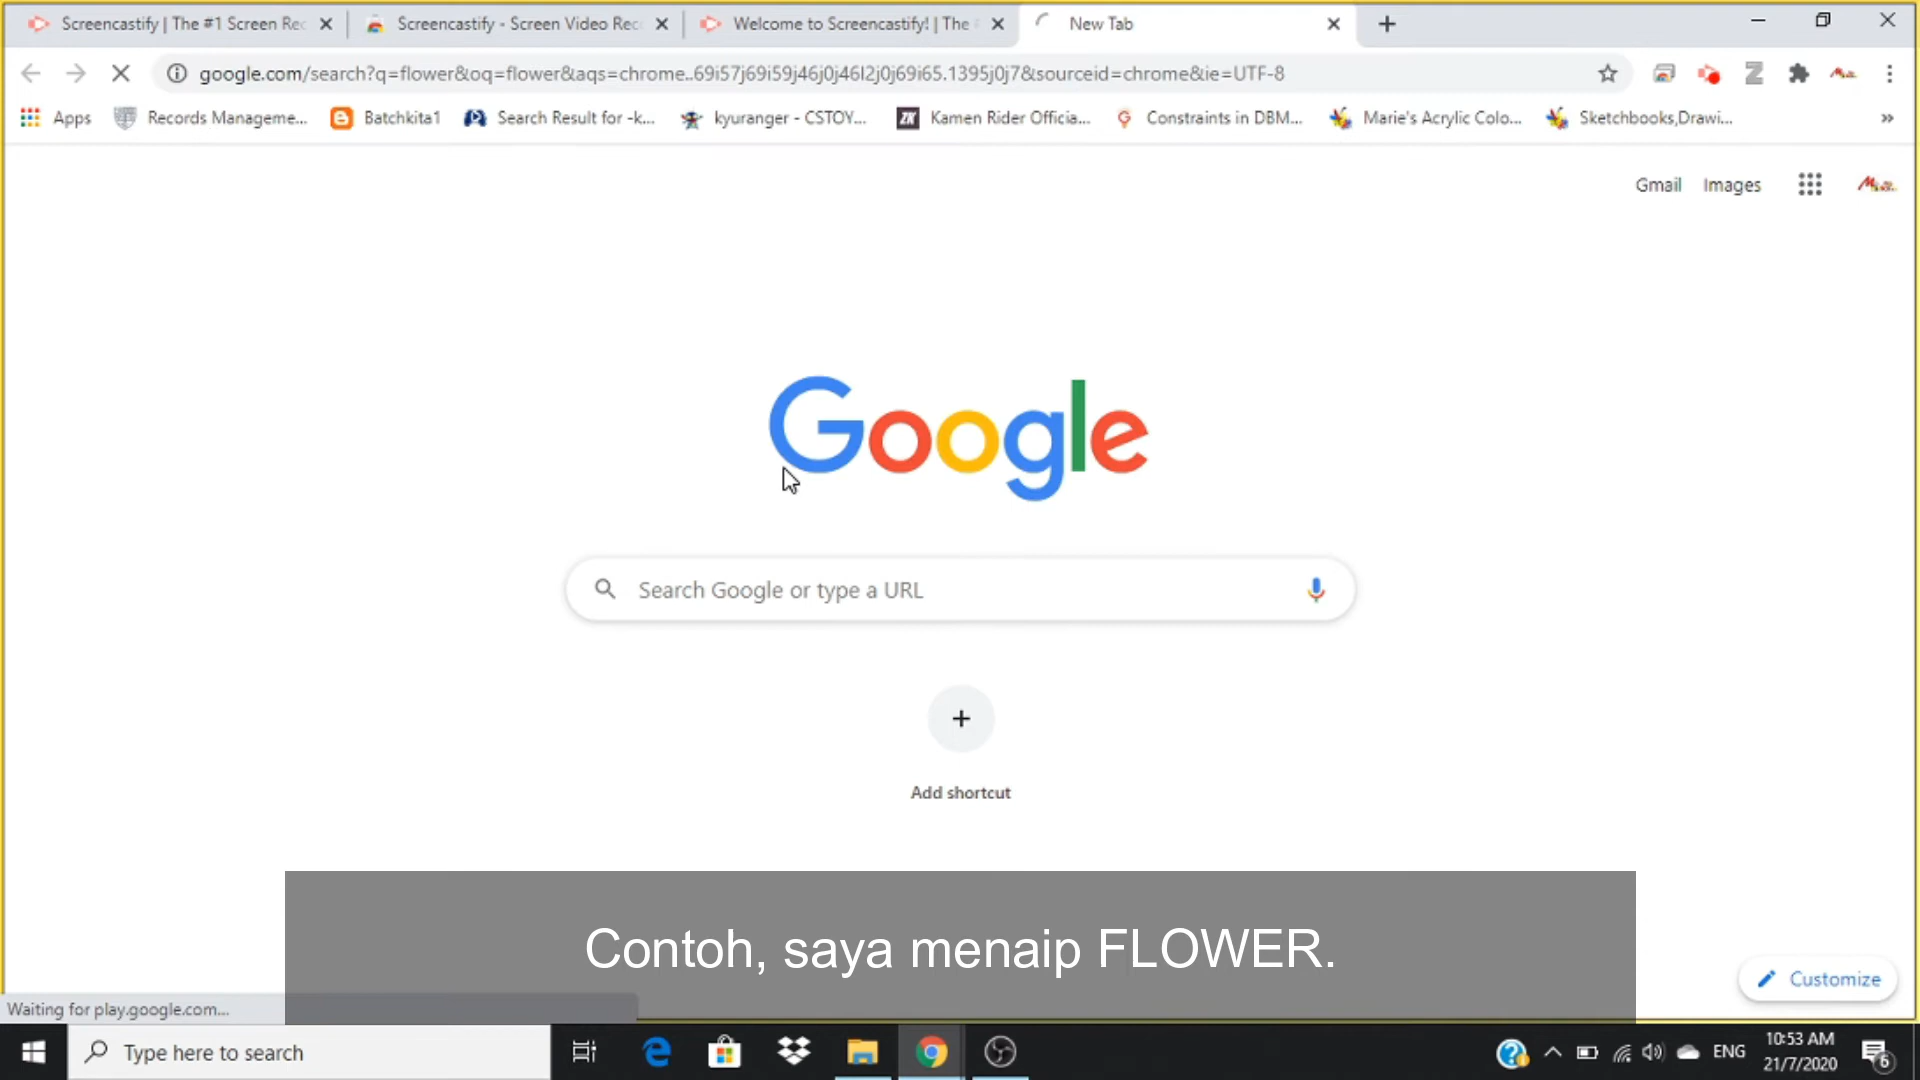 Screencastify | The #1 Screen Rec
Screencastify - Screen Video Rec
Welcome to Screencastify! | The #
New Tab
google.com/search?q=flower&oq=flower&aqs=chrome..69i57j69i59j46j0j46l2j0j69i65.1395j0j7&sourceid=chrome&ie=UTF-8
Apps
Records Manageme...
Batchkita1
Search Result for -k...
kyuranger - CSTOY...
Kamen Rider Officia...
Constraints in DBM...
Marie's Acrylic Colo...
Sketchbooks,Drawi...
Gmail
Images
Google
Search Google or type a URL
Add shortcut
Contoh, saya menaip FLOWER.
Customize
Waiting for play.google.com...
Type here to search
ENG
10:53 AM
21/7/2020
6